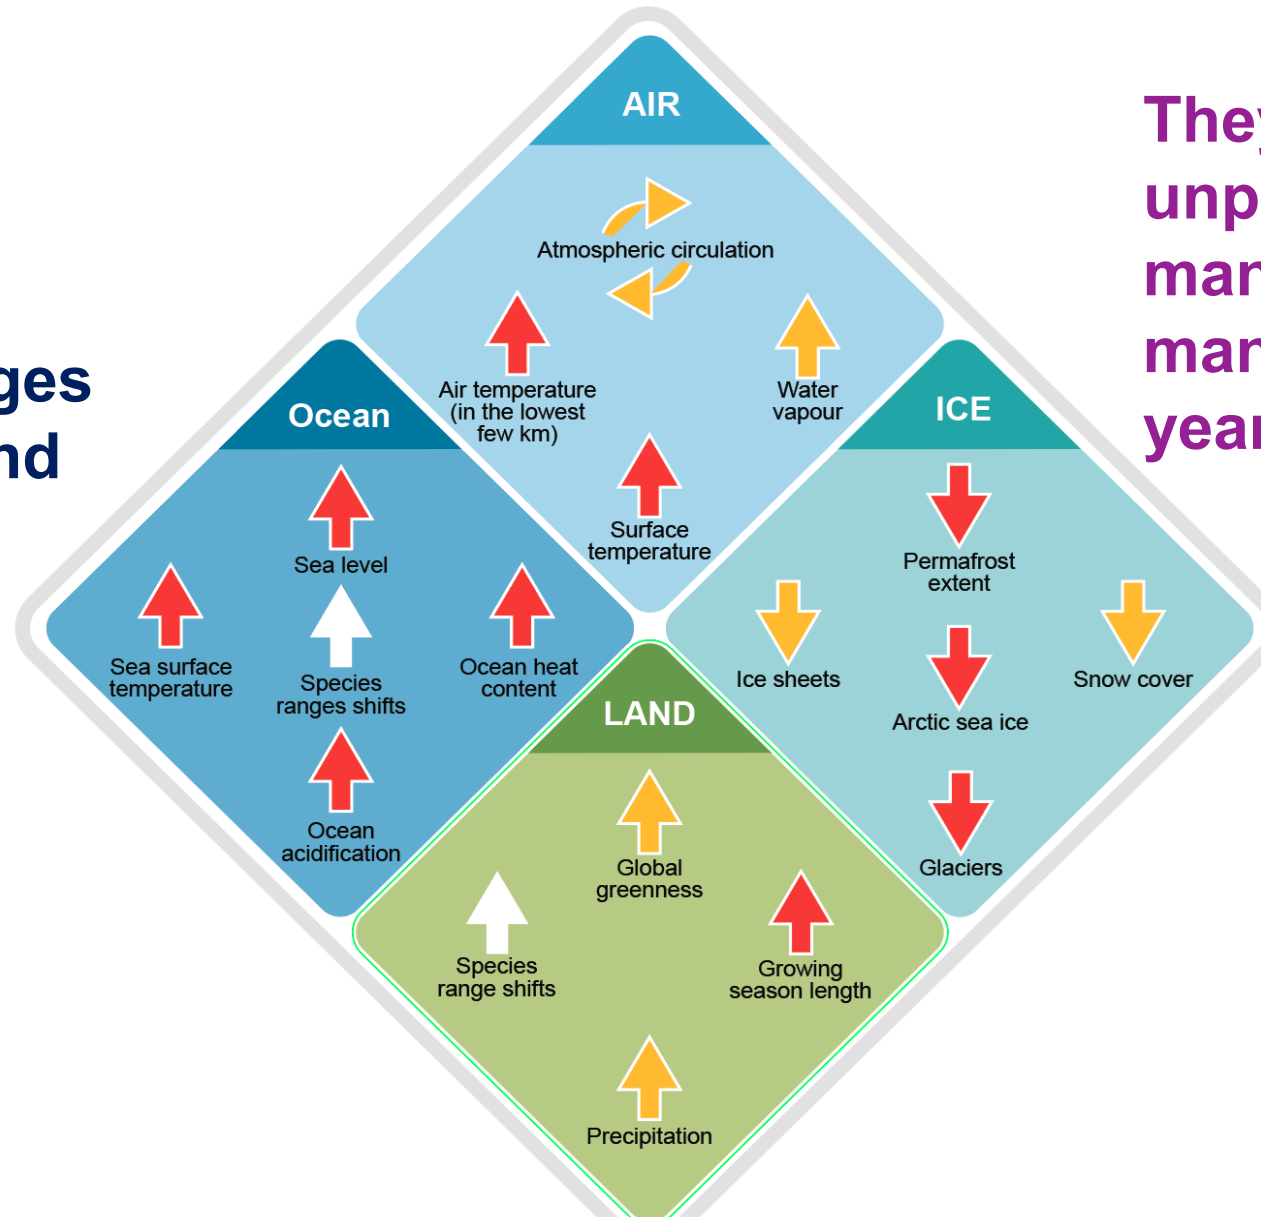 AIR
Atmospheric circulation
Air temperature
(in the lowest
few km)
Water
vapour
Surface
temperature
Ocean
Sea level
Sea surface
temperature
Species
ranges shifts
Ocean heat
content
Ocean
acidification
ICE
Permafrost
extent
Ice sheets
Snow cover
Arctic sea ice
Glaciers
LAND
Global
greenness
Species
range shifts
Growing
season length
Precipitation
ges
nd
They
unp
man
man
year